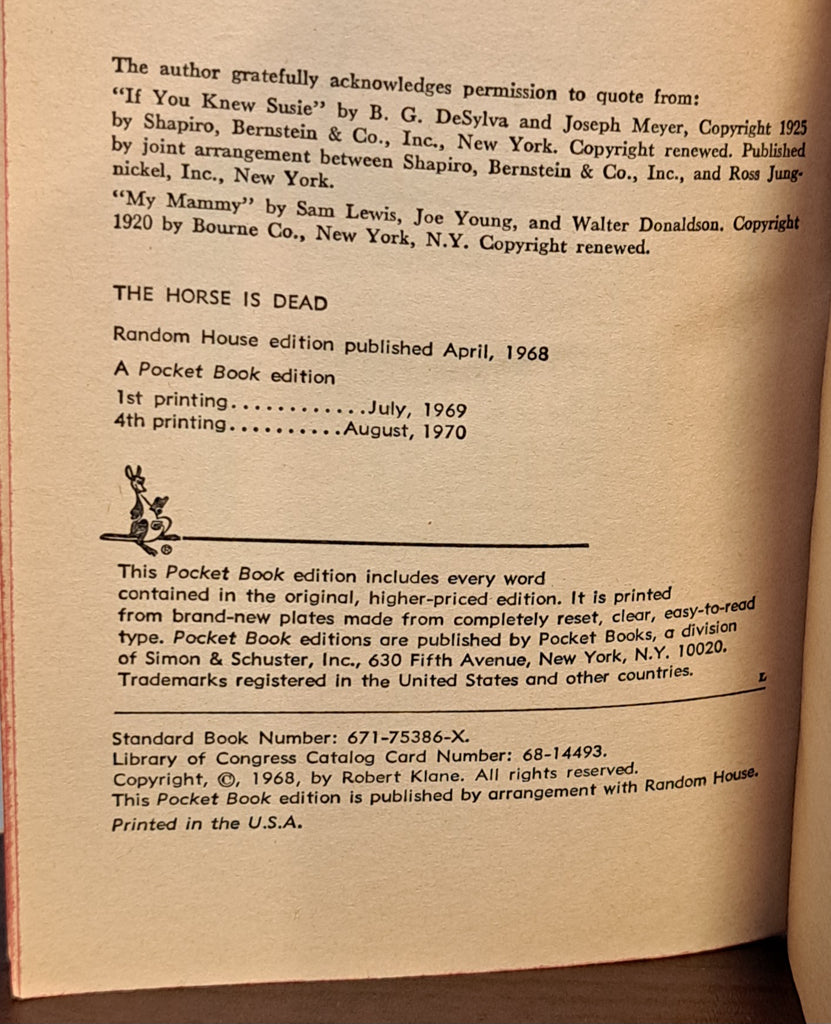 The author gratefully acknowledges permission to quote from:
“If You Knew Susie” by B. G. DeSylva and Joseph Meyer, Copyright 1925
by Shapiro, Bernstein & Co., Inc., New York. Copyright renewed. Published
by joint arrangement between Shapiro, Bernstein & Co., Inc., and Ross Jung-
nickel, Inc., New York.
“My Mammy” by Sam Lewis, Joe Young, and Walter Donaldson. Copyright
1920 by Bourne Co., New York, N.Y. Copyright renewed.
THE HORSE IS DEAD
Random House edition published April, 1968
A Pocket Book edition
1st printing............July, 1969
4th printing..........August, 1970
®
This Pocket Book edition includes every word
contained in the original, higher-priced edition. It is printed
from brand-new plates made from completely reset, clear, easy-to-read
type. Pocket Book editions are published by Pocket Books, a division
of Simon & Schuster, Inc., 630 Fifth Avenue, New York, N.Y. 10020.
Trademarks registered in the United States and other countries.
L
Standard Book Number: 671-75386-X.
Library of Congress Catalog Card Number: 68-14493.
Copyright, ©, 1968, by Robert Klane. All rights reserved.
This Pocket Book edition is published by arrangement with Random House.
Printed in the U.S.A.